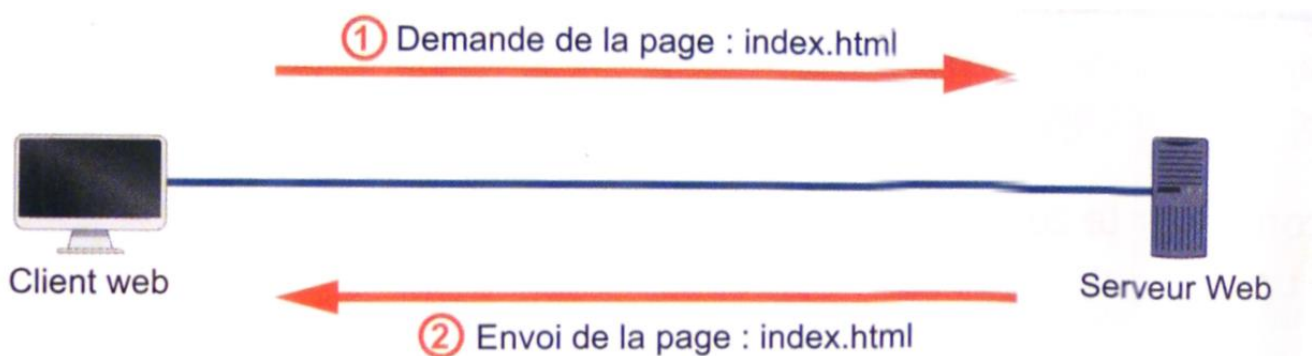 ① Demande de la page : index.html
Client web
Serveur Web
② Envoi de la page : index.html